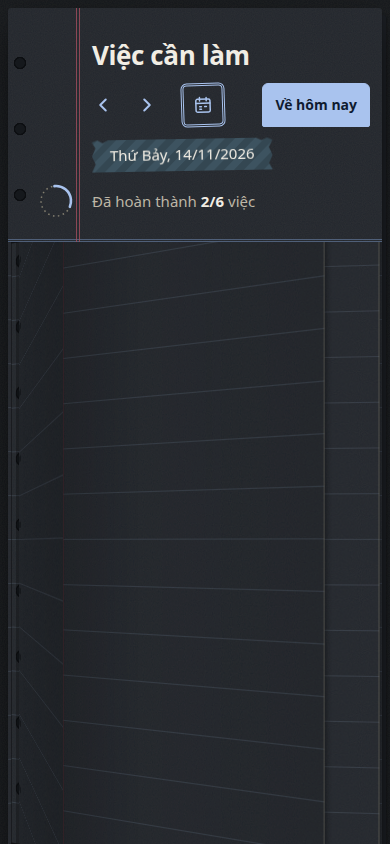 Việc cần làm
Về hôm nay
Thứ Bảy, 14/11/2026
Đã hoàn thành 2/6 việc